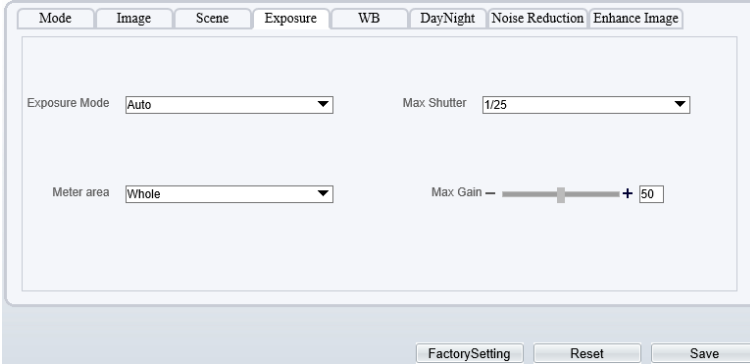 Mode Image Scene Exposure WB DayNight Noise Reduction Enhance Image
Exposure Mode Auto Max Shutter 1/25
Meter area Whole Max Gain − + 50
FactorySetting Reset Save